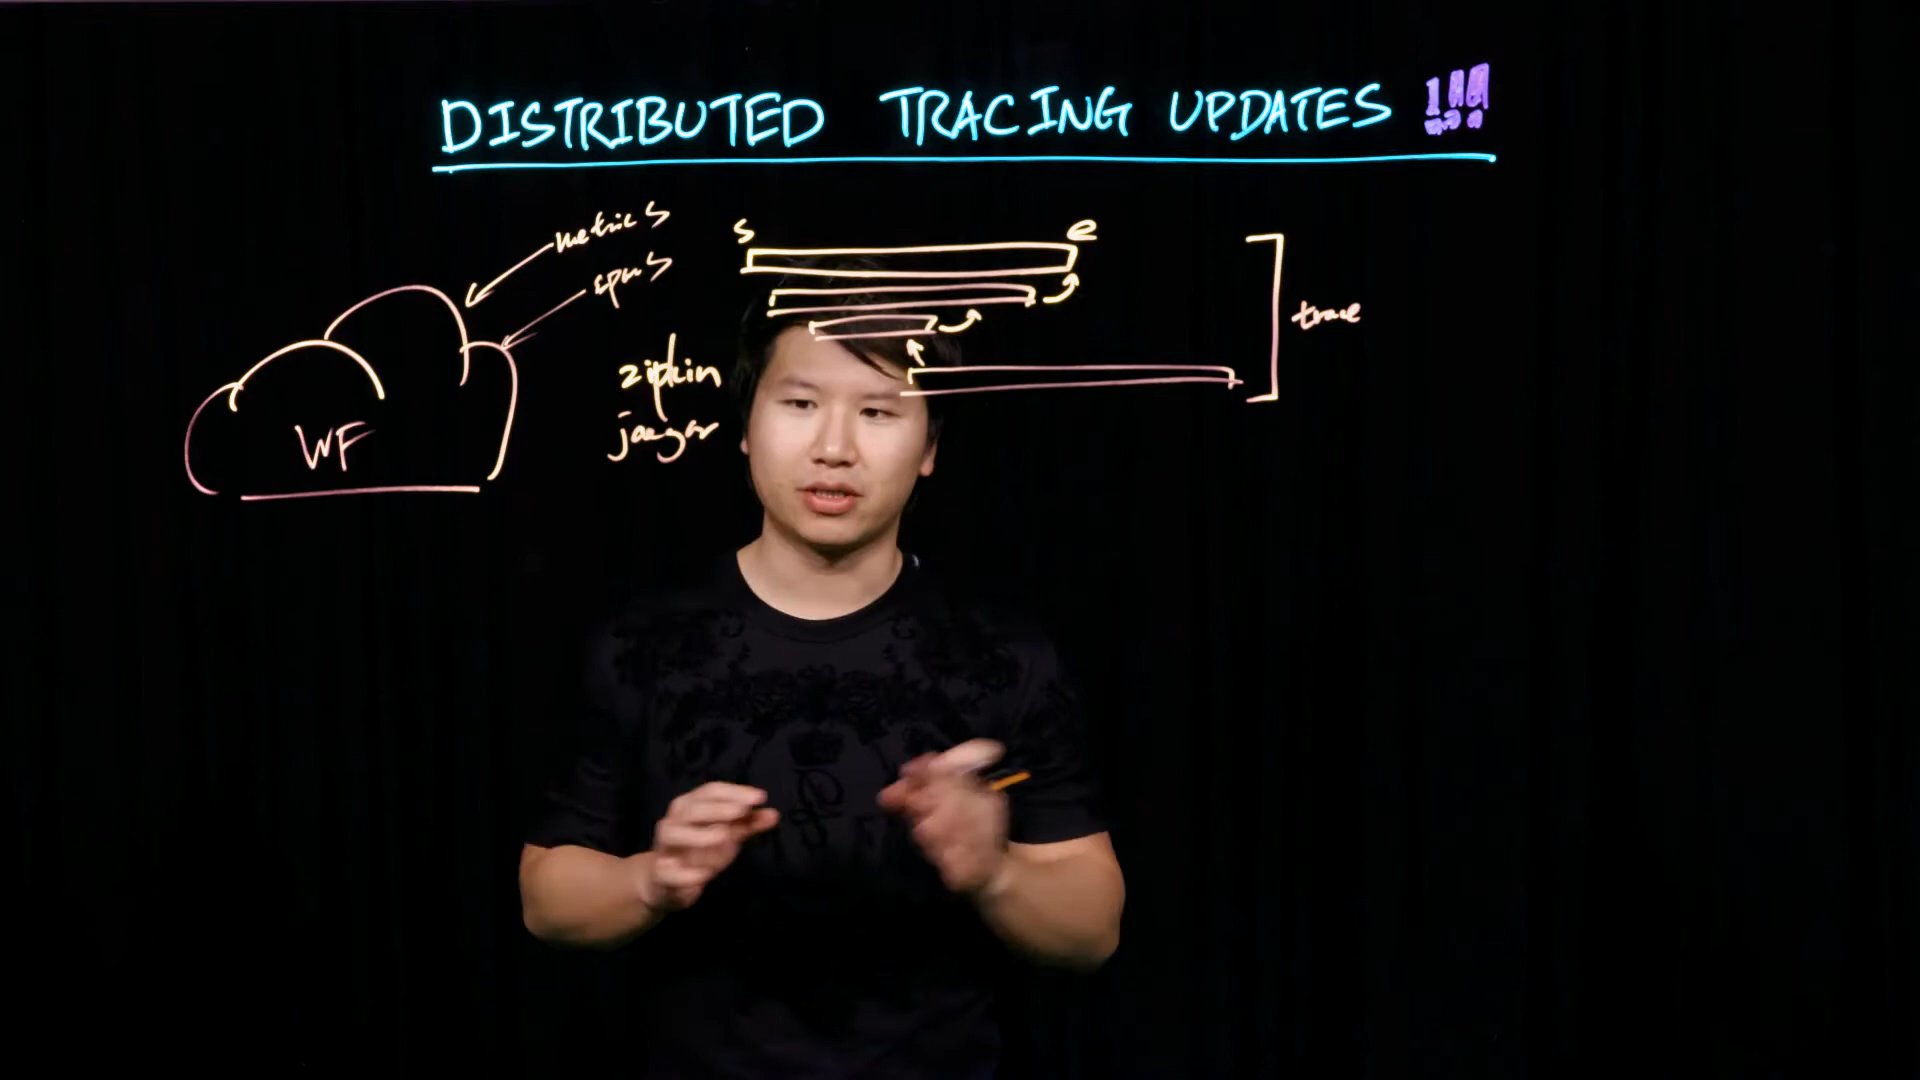 DISTRIBUTED TRACING UPDATES !!!
metrics
spans
s e
trace
zipkin
jaeger
WF